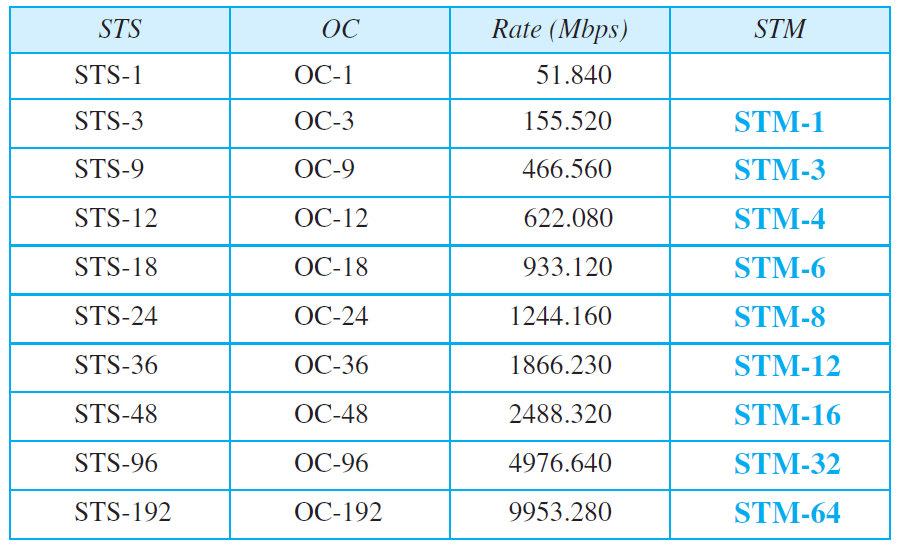 STS OC Rate (Mbps) STM
STS-1 OC-1 51.840
STS-3 OC-3 155.520 STM-1
STS-9 OC-9 466.560 STM-3
STS-12 OC-12 622.080 STM-4
STS-18 OC-18 933.120 STM-6
STS-24 OC-24 1244.160 STM-8
STS-36 OC-36 1866.230 STM-12
STS-48 OC-48 2488.320 STM-16
STS-96 OC-96 4976.640 STM-32
STS-192 OC-192 9953.280 STM-64